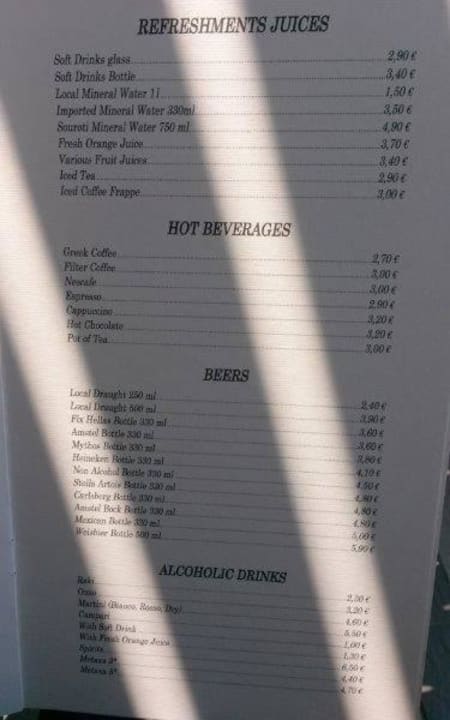 REFRESHMENTS JUICES
Soft Drinks glass 2,90 €
Soft Drinks Bottle 3,40 €
Local Mineral Water 1l 1,50 €
Imported Mineral Water 330ml 3,50 €
Souroti Mineral Water 750 ml 4,90 €
Fresh Orange Juice 3,70 €
Various Fruit Juices 3,40 €
Iced Tea 2,90 €
Iced Coffee Frappe 3,00 €
HOT BEVERAGES
Greek Coffee 2,70 €
Filter Coffee 3,00 €
Nescafe 3,00 €
Espresso 2,90 €
Cappuccino 3,20 €
Hot Chocolate 3,20 €
Pot of Tea 3,00 €
BEERS
Local Draught 250 ml 2,40 €
Local Draught 500 ml 3,90 €
Fix Hellas Bottle 330 ml 3,60 €
Amstel Bottle 330 ml 3,60 €
Mythos Bottle 330 ml 3,80 €
Heineken Bottle 330 ml 4,10 €
Non Alcohol Bottle 330 ml 4,50 €
Stella Artois Bottle 330 ml 4,80 €
Carlsberg Bottle 330 ml 4,80 €
Amstel Bock Bottle 330 ml 4,80 €
Mexican Bottle 330 ml 5,00 €
Weisbier Bottle 500 ml 5,90 €
ALCOHOLIC DRINKS
Raki 2,30 €
Ouzo 3,20 €
Martini (Bianco, Rosso, Dry) 4,60 €
Campari 5,50 €
With Soft Drink 1,00 €
With Fresh Orange Juice 1,30 €
Spirits 6,50 €
Metaxa 3* 4,40 €
Metaxa 5* 4,70 €